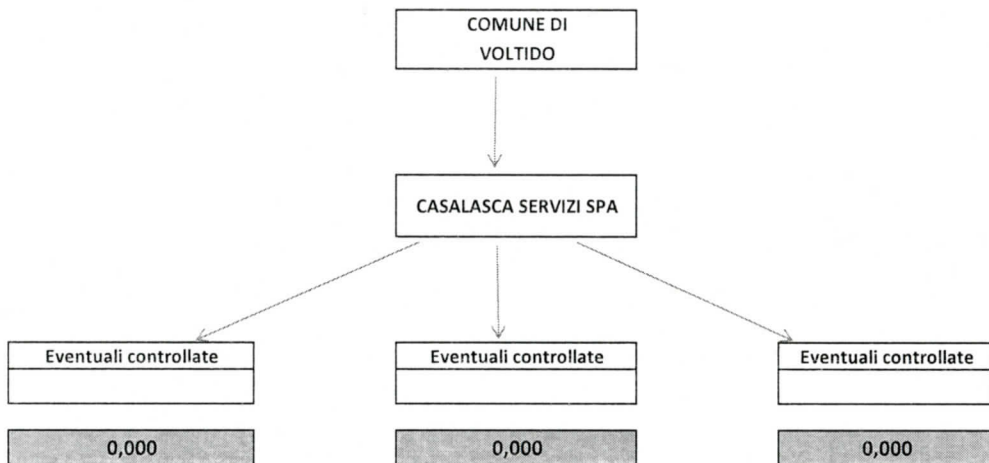 COMUNE DI
VOLTIDO
CASALASCA SERVIZI SPA
Eventuali controllate
Eventuali controllate
Eventuali controllate
0,000
0,000
0,000